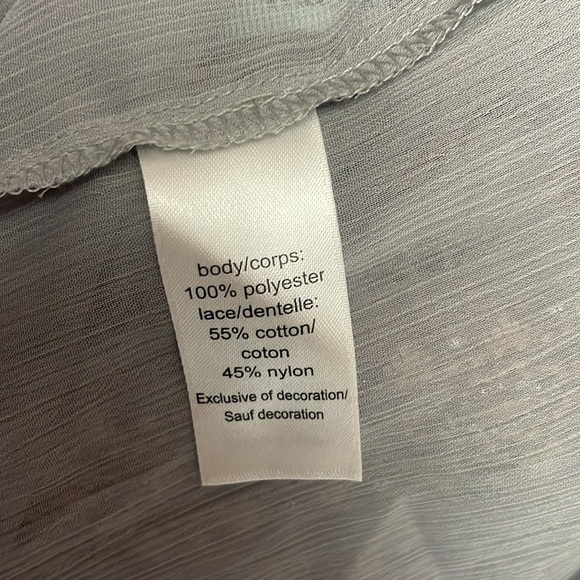 body/corps:
100% polyester
lace/dentelle:
55% cotton/
coton
45% nylon
Exclusive of decoration/
Sauf decoration